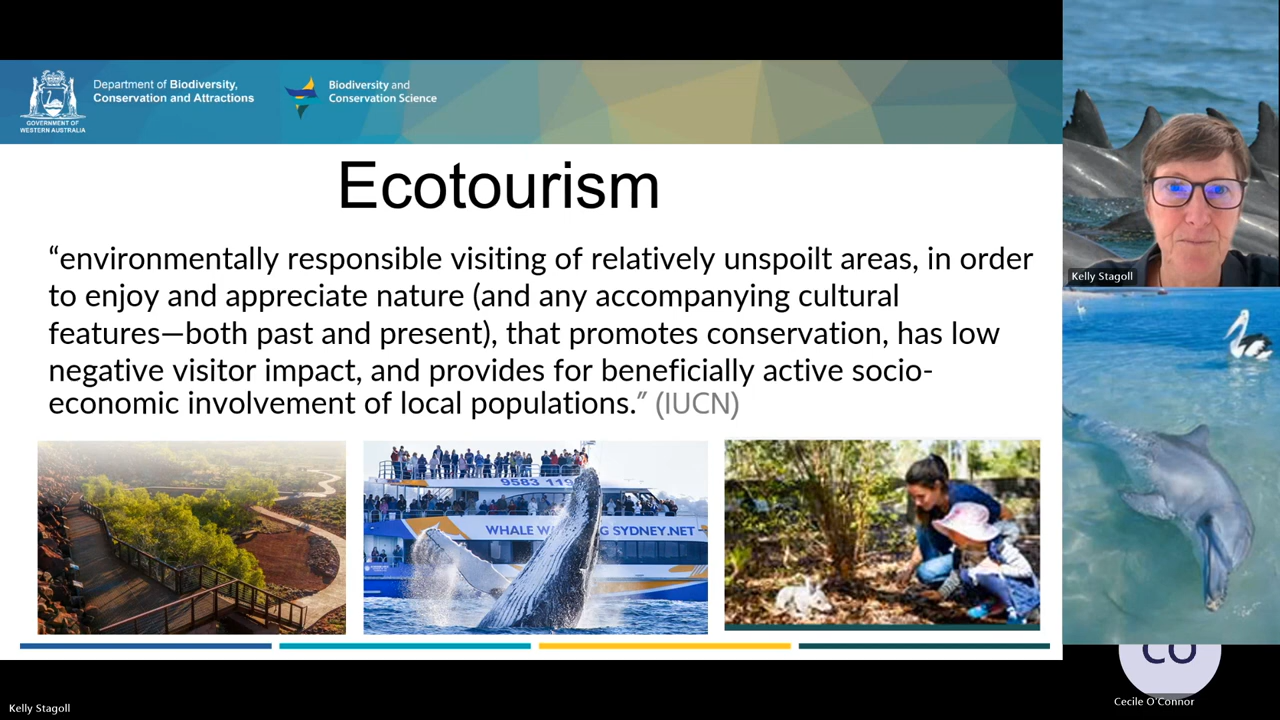 Department of Biodiversity,
Conservation and Attractions
GOVERNMENT OF
WESTERN AUSTRALIA
Biodiversity and
Conservation Science
Ecotourism
“environmentally responsible visiting of relatively unspoilt areas, in order
to enjoy and appreciate nature (and any accompanying cultural
features—both past and present), that promotes conservation, has low
negative visitor impact, and provides for beneficially active socio-
economic involvement of local populations.” (IUCN)
9583 119
WHALE W NG SYDNEY.NET
Kelly Stagoll
CO
Cecile O'Connor
Kelly Stagoll